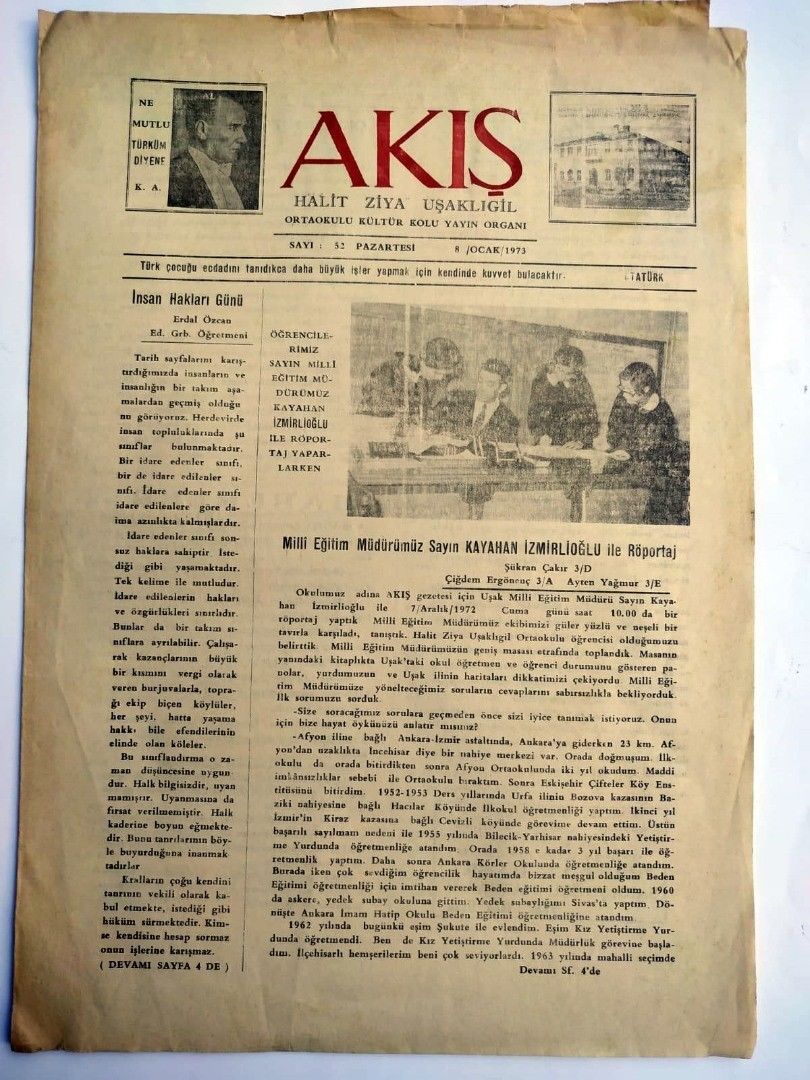 NE
MUTLU
TÜRKÜM
DİYENE
K. A.
AKIŞ
HALİT ZİYA UŞAKLIGİL
ORTAOKULU KÜLTÜR KOLU YAYIN ORGANI
SAYI : 52 PAZARTESİ 8 /OCAK/1973
Türk çocuğu ecdadını tanıdıkca daha büyük işler yapmak için kendinde kuvvet bulacaktır. ATATÜRK
İnsan Hakları Günü
Erdal Özcan
Ed. Grb. Öğretmeni
Tarih sayfalarını karış-
tırdığımızda insanların ve
insanlığın bir takım aşa-
malardan geçmiş olduğu
nu görüyoruz. Herdevirde
insan topluluklarında şu
sınıflar bulunmaktadır.
Bir idare edenler sınıfı,
bir de idare edilenler sı-
nıfı. İdare edenler sınıfı
idare edilenlere göre da-
ima azınlıkta kalmışlardır.
İdare edenler sınıfı son-
suz haklara sahiptir. İste-
diği gibi yaşamaktadır.
Tek kelime ile mutludur.
İdare edilenlerin hakları
ve özgürlükleri sınırlıdır.
Bunlar da bir takım sı-
nıflara ayrılabilir. Çalışa-
rak kazançlarının büyük
bir kısmını vergi olarak
veren burjuvalarla, topra-
ğı ekip biçen köylüler,
her şeyi, hatta yaşama
hakkı bile efendilerinin
elinde olan köleler.
Bu sınıflandırma o za-
man düşüncesine uygun-
dur. Halk bilgisizdir, uyan
mamıştır. Uyanmasına da
fırsat verilmemiştir. Halk
kaderine boyun eğmekte-
dir. Bunu tanrılarının böy-
le buyurduğuna inanmak-
tadırlar
Kralların çoğu kendini
tanrının vekili olarak ka-
bul etmekte, istediği gibi
hüküm sürmektedir. Kim-
se kendisine hesap sormaz
onun işlerine karışmaz.
( DEVAMI SAYFA 4 DE )
ÖĞRENCİLE-
RİMİZ
SAYIN MİLLİ
EĞİTİM MÜ-
DÜRÜMÜZ
KAYAHAN
İZMİRLİOĞLU
İLE RÖPOR-
TAJ YAPAR-
LARKEN
Milli Eğitim Müdürümüz Sayın KAYAHAN İZMİRLİOĞLU ile Röportaj
Şükran Çakır 3/D
Çiğdem Ergönenç 3/A Ayten Yağmur 3/E
Okulumuz adına AKIŞ gezetesi için Uşak Milli Eğitim Müdürü Sayın Kaya-
han İzmirlioğlu ile 7/Aralık/1972 Cuma günü saat 10.00 da bir
röportaj yaptık Milli Eğitim Müdürümüz ekibimizi güler yüzlü ve neşeli bir
tavırla karşıladı, tanıştık. Halit Ziya Uşaklıgil Ortaokulu öğrencisi olduğumuzu
belirttik. Milli Eğitim Müdürümüzün geniş masası etrafında toplandık. Masanın
yanındaki kitaplıkta Uşak'taki okul öğretmen ve öğrenci durumunu gösteren pa-
nolar, yurdumuzun ve Uşak ilinin haritaları dikkatimizi çekiyordu. Milli Eği-
tim Müdürümüze yönelteceğimiz soruların cevaplarını sabırsızlıkla bekliyorduk.
İlk sorumuzu sorduk.
-Size soracağımız sorulara geçmeden önce sizi iyice tanımak istiyoruz. Onun
için bize hayat öykünüzü anlatır mısınız?
-Afyon iline bağlı Ankara-İzmir asfaltında, Ankara'ya giderken 23 km. Af-
yon'dan uzaklıkta İncehisar diye bir nahiye merkezi var. Orada doğmuşum. İlk-
okulu da orada bitirdikten sonra Afyon Ortaokulunda iki yıl okudum. Maddi
imkânsızlıklar sebebi ile Ortaokulu bıraktım. Sonra Eskişehir Çifteler Köy Ens-
titüsünü bitirdim. 1952-1953 Ders yıllarında Urfa ilinin Bozova kazasının Ba-
ziki nahiyesine bağlı Hacılar Köyünde İlkokul öğretmenliği yaptım. İkinci yıl
İzmir'in Kiraz kazasına bağlı Cevizli köyünde görevime devam ettim. Üstün
başarılı sayılmam nedeni ile 1955 yılında Bilecik-Yarhisar nahiyesindeki Yetiştir-
me Yurdunda öğretmenliğe atandım. Orada 1958 e kadar 3 yıl başarı ile öğ-
retmenlik yaptım. Daha sonra Ankara Körler Okulunda öğretmenliğe atandım.
Burada iken çok sevdiğim öğrencilik hayatımda bizzat meşgul olduğum Beden
Eğitimi öğretmenliği için imtihan vererek Beden eğitimi öğretmeni oldum. 1960
da askere, yedek subay okuluna gittim. Yedek subaylığımı Sivas'ta yaptım. Dö-
nüşte Ankara İmam Hatip Okulu Beden Eğitimi öğretmenliğine atandım.
1962 yılında bugünkü eşim Şukute ile evlendim. Eşim Kız Yetiştirme Yur-
dunda öğretmendi. Ben de Kız Yetiştirme Yurdunda Müdürlük görevine başla-
dım. İlçehisarlı hemşerilerim beni çok seviyorlardı. 1963 yılında mahalli seçimde
Devamı Sf. 4'de